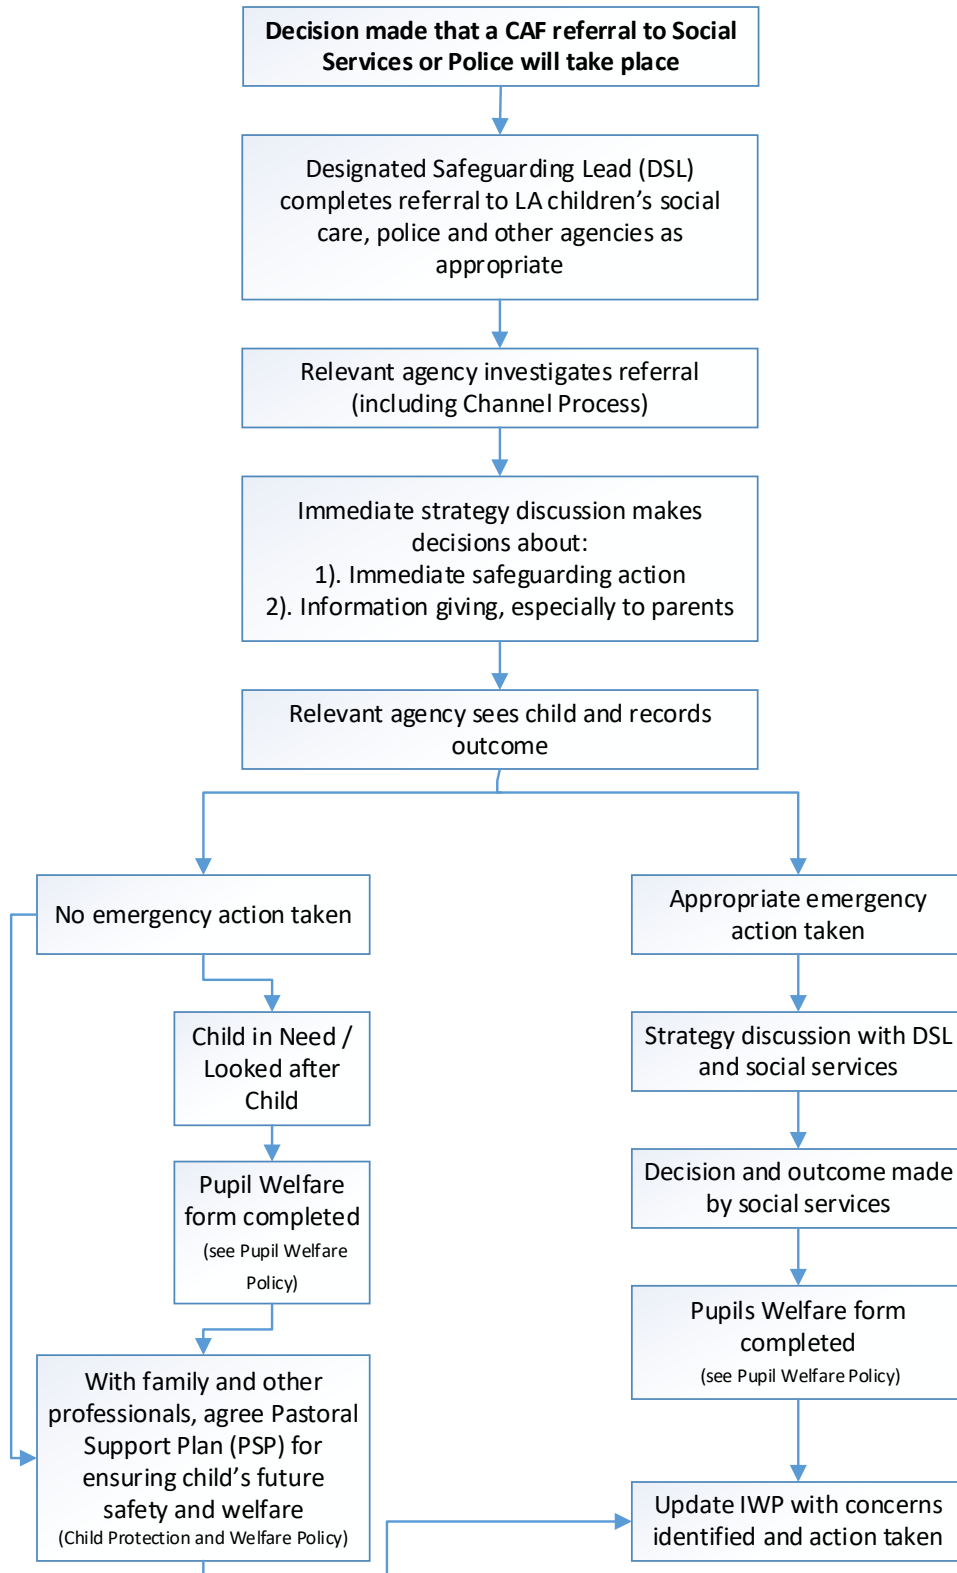 Decision made that a CAF referral to Social
Services or Police will take place
Designated Safeguarding Lead (DSL)
completes referral to LA children’s social
care, police and other agencies as
appropriate
Relevant agency investigates referral
(including Channel Process)
Immediate strategy discussion makes
decisions about:
1). Immediate safeguarding action
2). Information giving, especially to parents
Relevant agency sees child and records
outcome
No emergency action taken
Child in Need /
Looked after
Child
Pupil Welfare
form completed
(see Pupil Welfare
Policy)
With family and other
professionals, agree Pastoral
Support Plan (PSP) for
ensuring child’s future
safety and welfare
(Child Protection and Welfare Policy)
Appropriate emergency
action taken
Strategy discussion with DSL
and social services
Decision and outcome made
by social services
Pupils Welfare form
completed
(see Pupil Welfare Policy)
Update IWP with concerns
identified and action taken